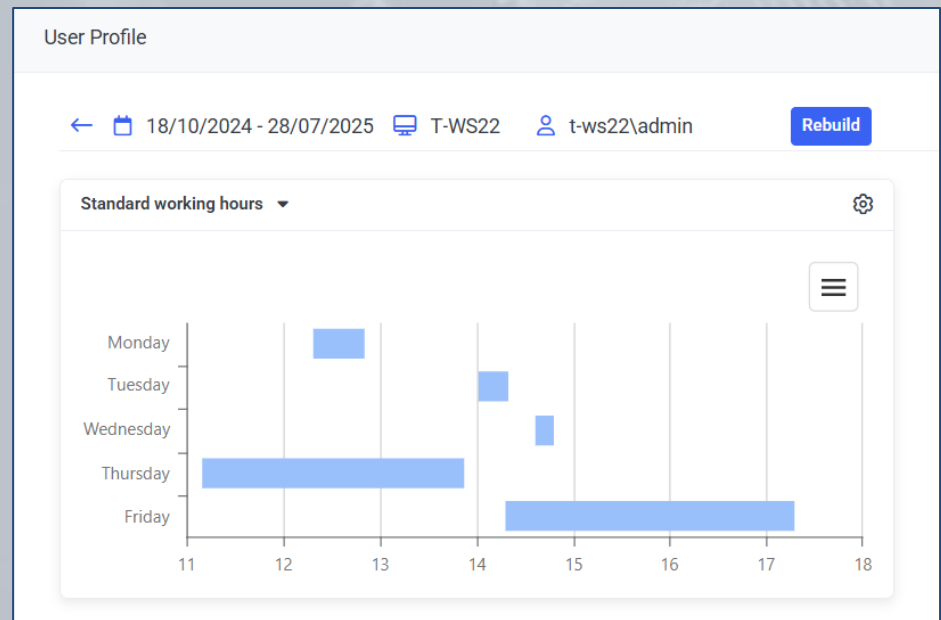 User Profile
18/10/2024 - 28/07/2025 T-WS22 t-ws22\admin Rebuild
Standard working hours
Monday
Tuesday
Wednesday
Thursday
Friday
11 12 13 14 15 16 17 18